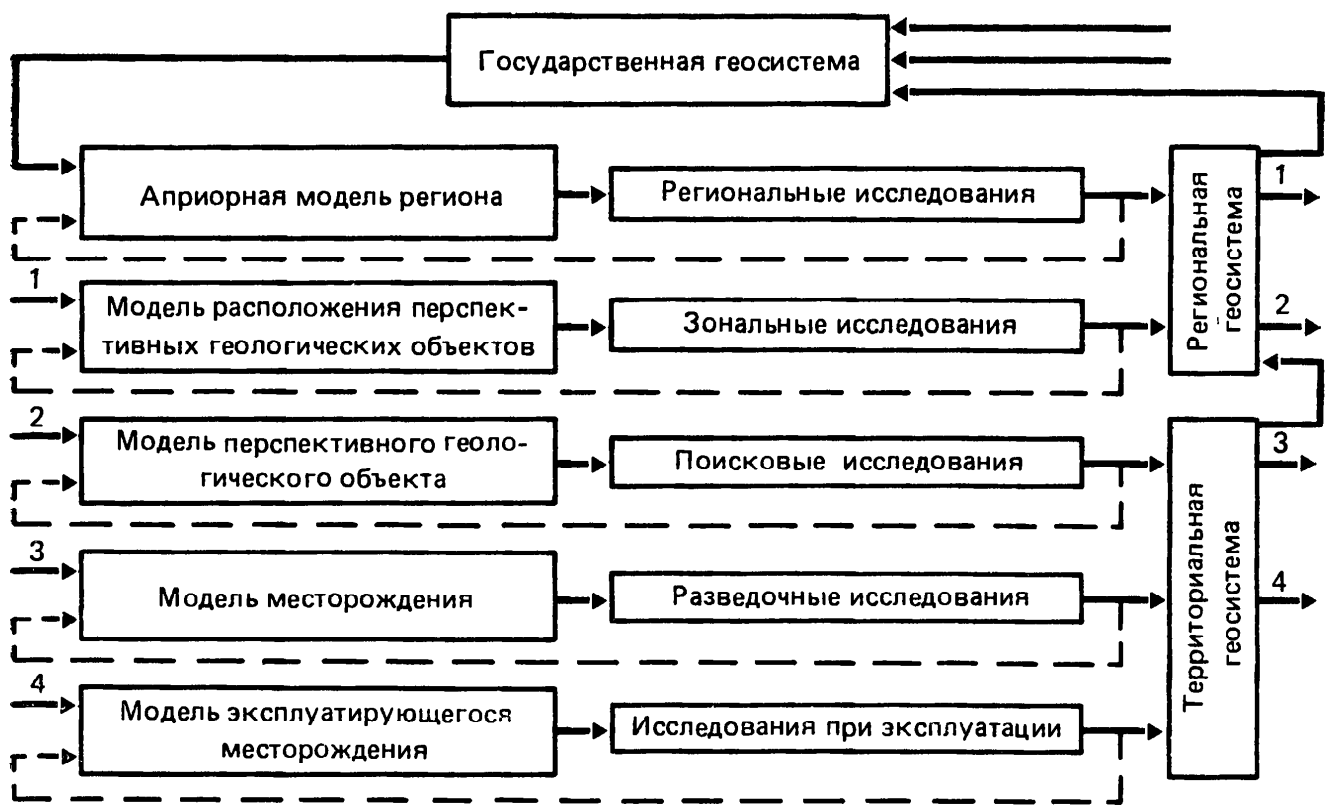 Государственная геосистема
Априорная модель региона
Региональные исследования
Региональная
геосистема
1
1
Модель расположения перспек-
тивных геологических объектов
Зональные исследования
2
2
Модель перспективного геоло-
гического объекта
Поисковые исследования
Территориальная
геосистема
3
3
Модель месторождения
Разведочные исследования
4
4
Модель эксплуатирующегося
месторождения
Исследования при эксплуатации